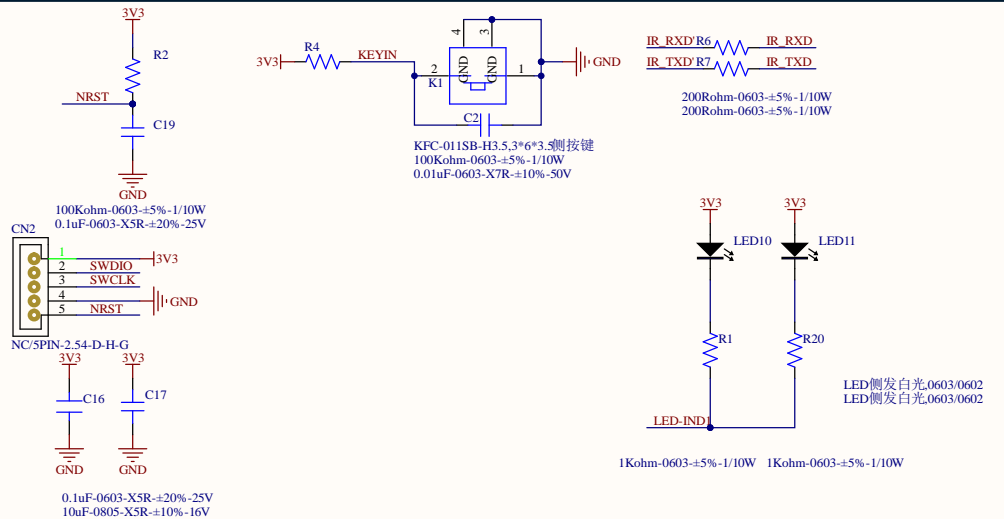 3V3
R2
NRST
C19
GND
100Kohm-0603-±5%-1/10W
0.1uF-0603-X5R-±20%-25V
3V3
R4
KEYIN
4
3
GND
GND
2
1
K1
GND
C2
KFC-011SB-H3.5,3*6*3.5侧按键
100Kohm-0603-±5%-1/10W
0.01uF-0603-X7R-±10%-50V
IR_RXD' R6 IR_RXD
IR_TXD' R7 IR_TXD
200Rohm-0603-±5%-1/10W
200Rohm-0603-±5%-1/10W
CN2
1 3V3
2 SWDIO
3 SWCLK
4 GND
5 NRST
NC/5PIN-2.54-D-H-G
3V3 3V3
C16 C17
GND GND
0.1uF-0603-X5R-±20%-25V
10uF-0805-X5R-±10%-16V
3V3 3V3
LED10 LED11
R1 R20
LED侧发白光,0603/0602
LED侧发白光,0603/0602
LED-IND1
1Kohm-0603-±5%-1/10W 1Kohm-0603-±5%-1/10W